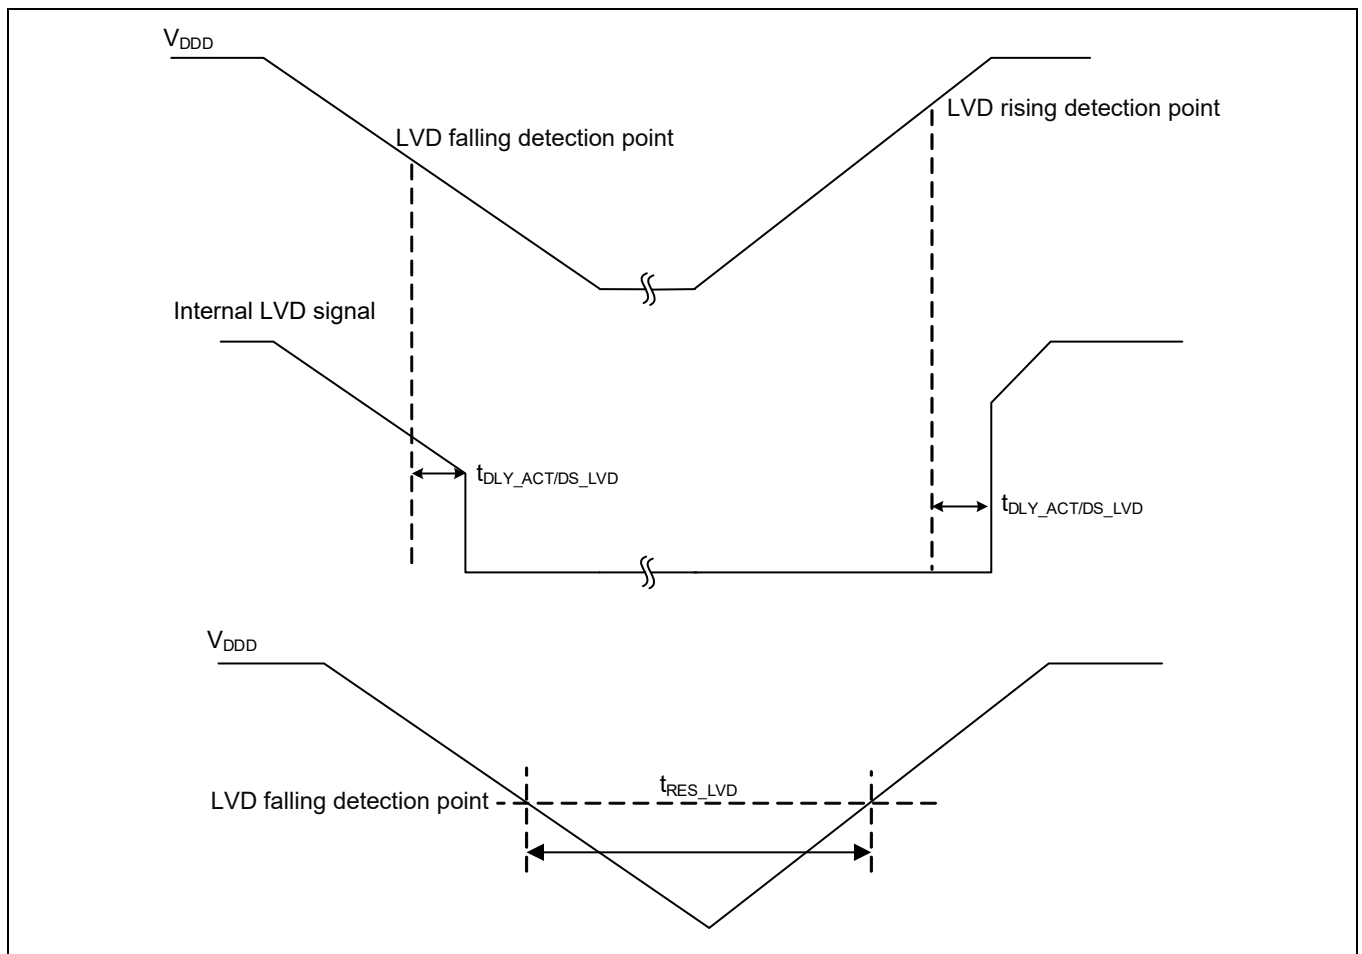 VDDD
LVD rising detection point
LVD falling detection point
Internal LVD signal
tDLY_ACT/DS_LVD
tDLY_ACT/DS_LVD
VDDD
tRES_LVD
LVD falling detection point